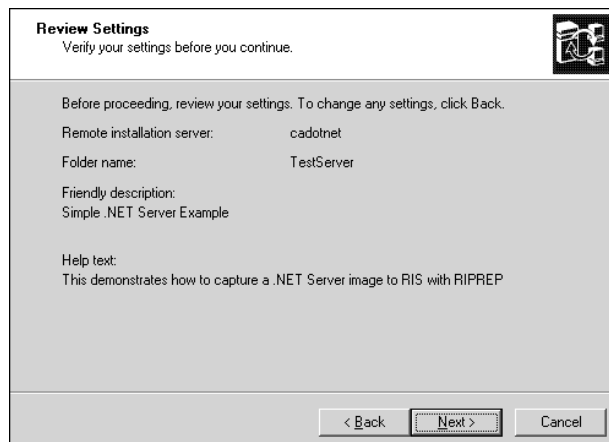 Review Settings
Verify your settings before you continue.
Before proceeding, review your settings. To change any settings, click Back.
Remote installation server: cadotnet
Folder name: TestServer
Friendly description:
Simple .NET Server Example
Help text:
This demonstrates how to capture a .NET Server image to RIS with RIPREP
< Back Next > Cancel